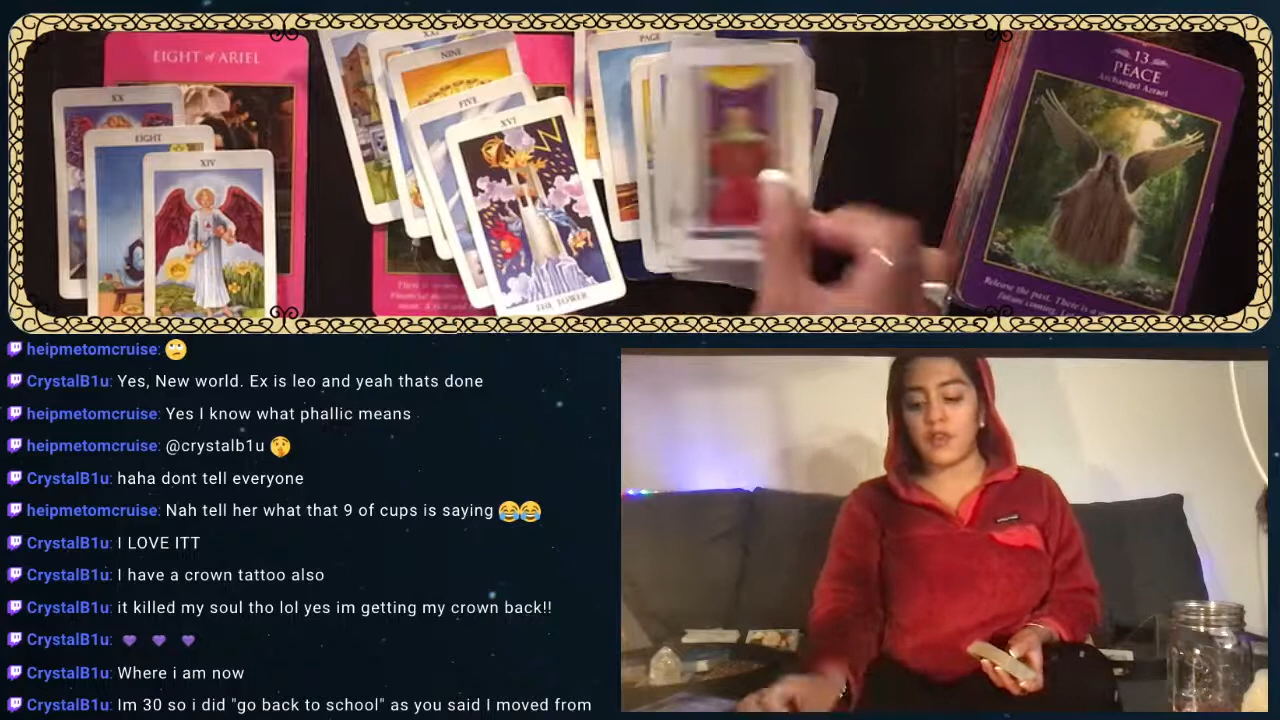 EIGHT of ARIEL
XX
EIGHT
XIV
XXI
NINE
FIVE
XVI
THE TOWER
PAGE
13
PEACE
Archangel Azrael
Release the past. There is a
future coming.
heipmetomcruise: 🙄
CrystalB1u: Yes, New world. Ex is leo and yeah thats done
heipmetomcruise: Yes I know what phallic means
heipmetomcruise: @crystalb1u 🤫
CrystalB1u: haha dont tell everyone
heipmetomcruise: Nah tell her what that 9 of cups is saying 😂😂
CrystalB1u: I LOVE ITT
CrystalB1u: I have a crown tattoo also
CrystalB1u: it killed my soul tho lol yes im getting my crown back!!
CrystalB1u: 💜 💜 💜
CrystalB1u: Where i am now
CrystalB1u: Im 30 so i did "go back to school" as you said I moved from